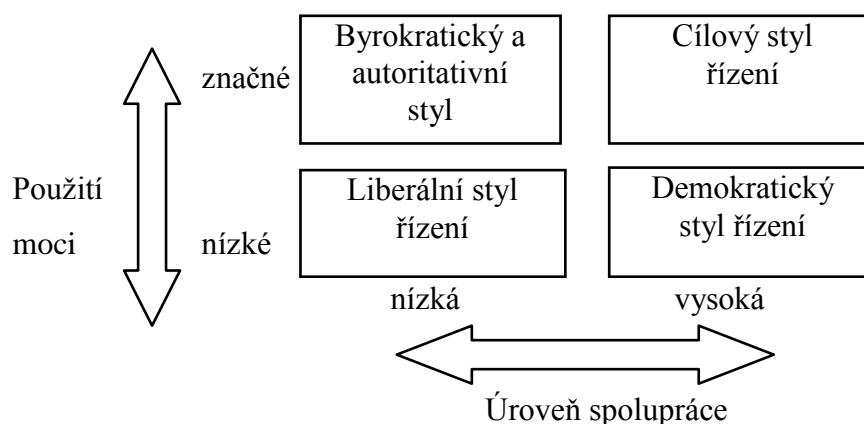 Byrokratický a
autoritativní
styl
Cílový styl
řízení
značné
Použití
moci
Liberální styl
řízení
Demokratický
styl řízení
nízké
nízká
vysoká
Úroveň spolupráce